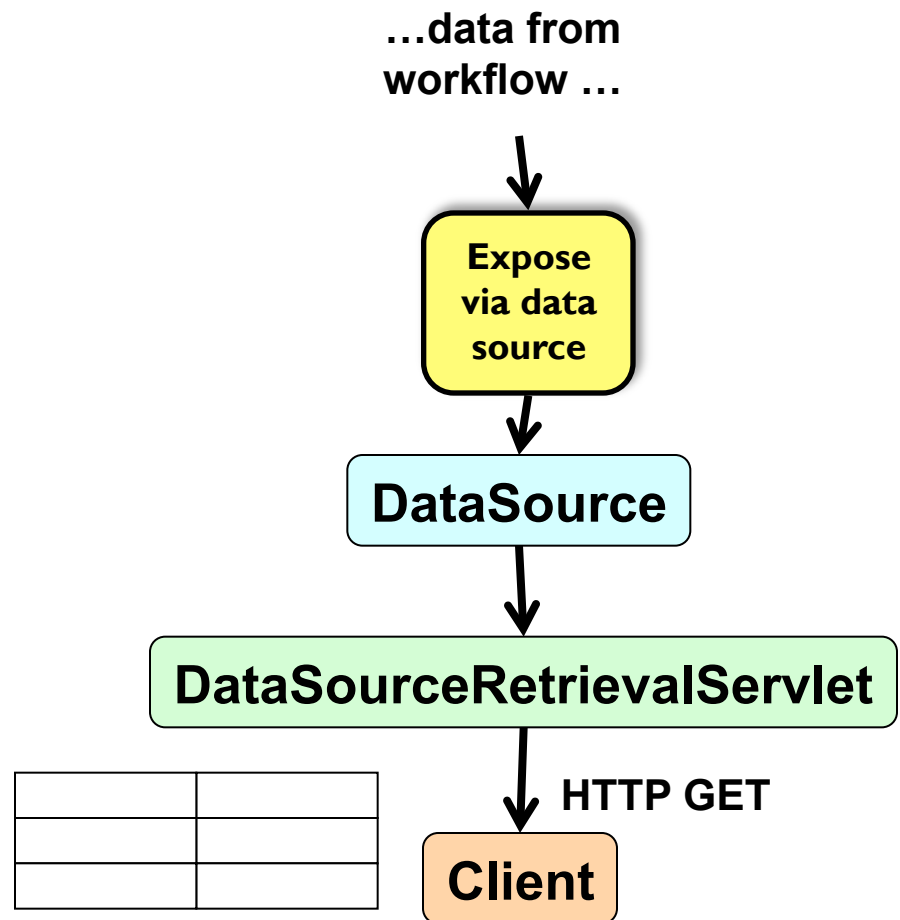 …data from
workflow …
Expose
via data
source
DataSource
DataSourceRetrievalServlet
HTTP GET
Client